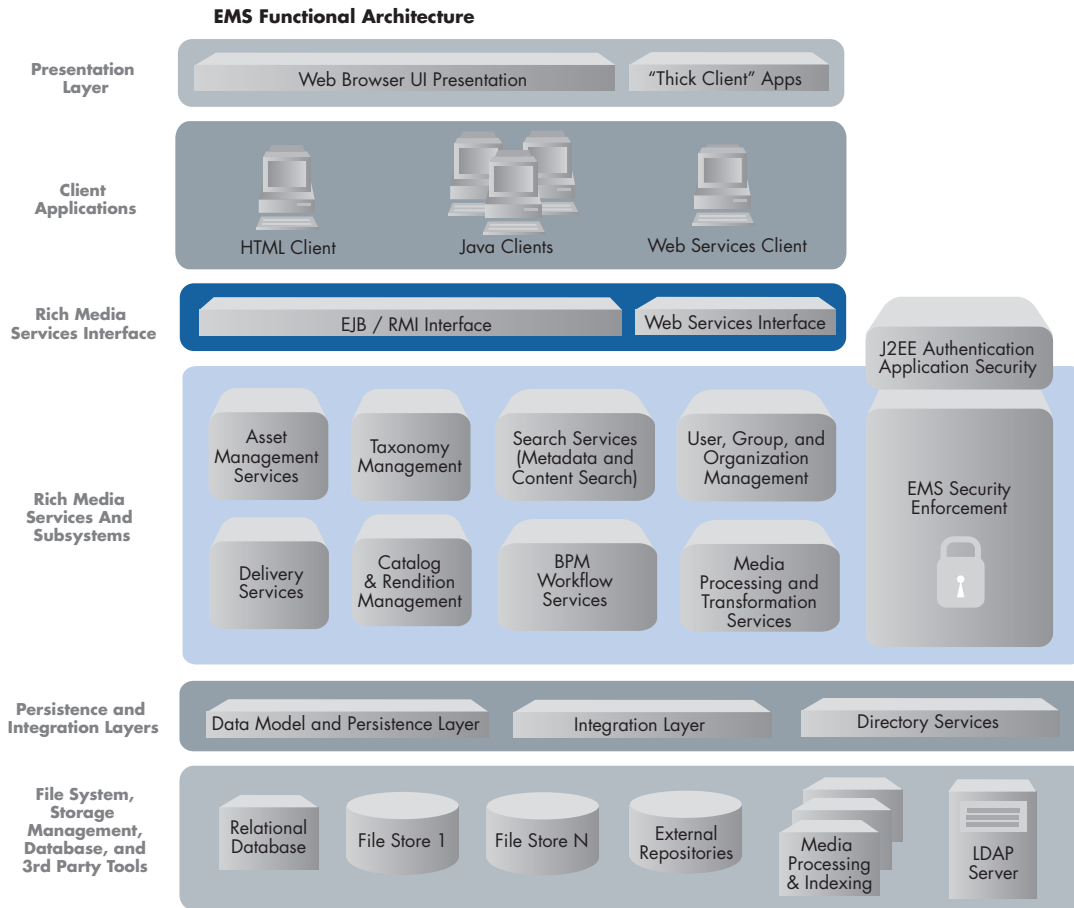 EMS Functional Architecture
Presentation
Layer
Web Browser UI Presentation
“Thick Client” Apps
Client
Applications
HTML Client
Java Clients
Web Services Client
Rich Media
Services Interface
EJB / RMI Interface
Web Services Interface
J2EE Authentication
Application Security
Rich Media
Services And
Subsystems
Asset
Management
Services
Taxonomy
Management
Search Services
(Metadata and
Content Search)
User, Group, and
Organization
Management
EMS Security
Enforcement
Delivery
Services
Catalog
& Rendition
Management
BPM
Workflow
Services
Media
Processing and
Transformation
Services
Persistence and
Integration Layers
Data Model and Persistence Layer
Integration Layer
Directory Services
File System,
Storage
Management,
Database, and
3rd Party Tools
Relational
Database
File Store 1
File Store N
External
Repositories
Media
Processing
& Indexing
LDAP
Server